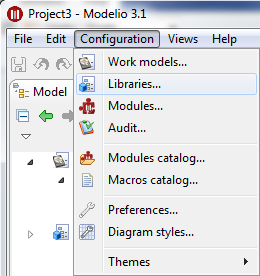 Project3 - Modelio 3.1
File Edit Configuration Views Help
Work models...
Libraries...
Model
Modules...
Audit...
Modules catalog...
Macros catalog...
Preferences...
Diagram styles...
Themes